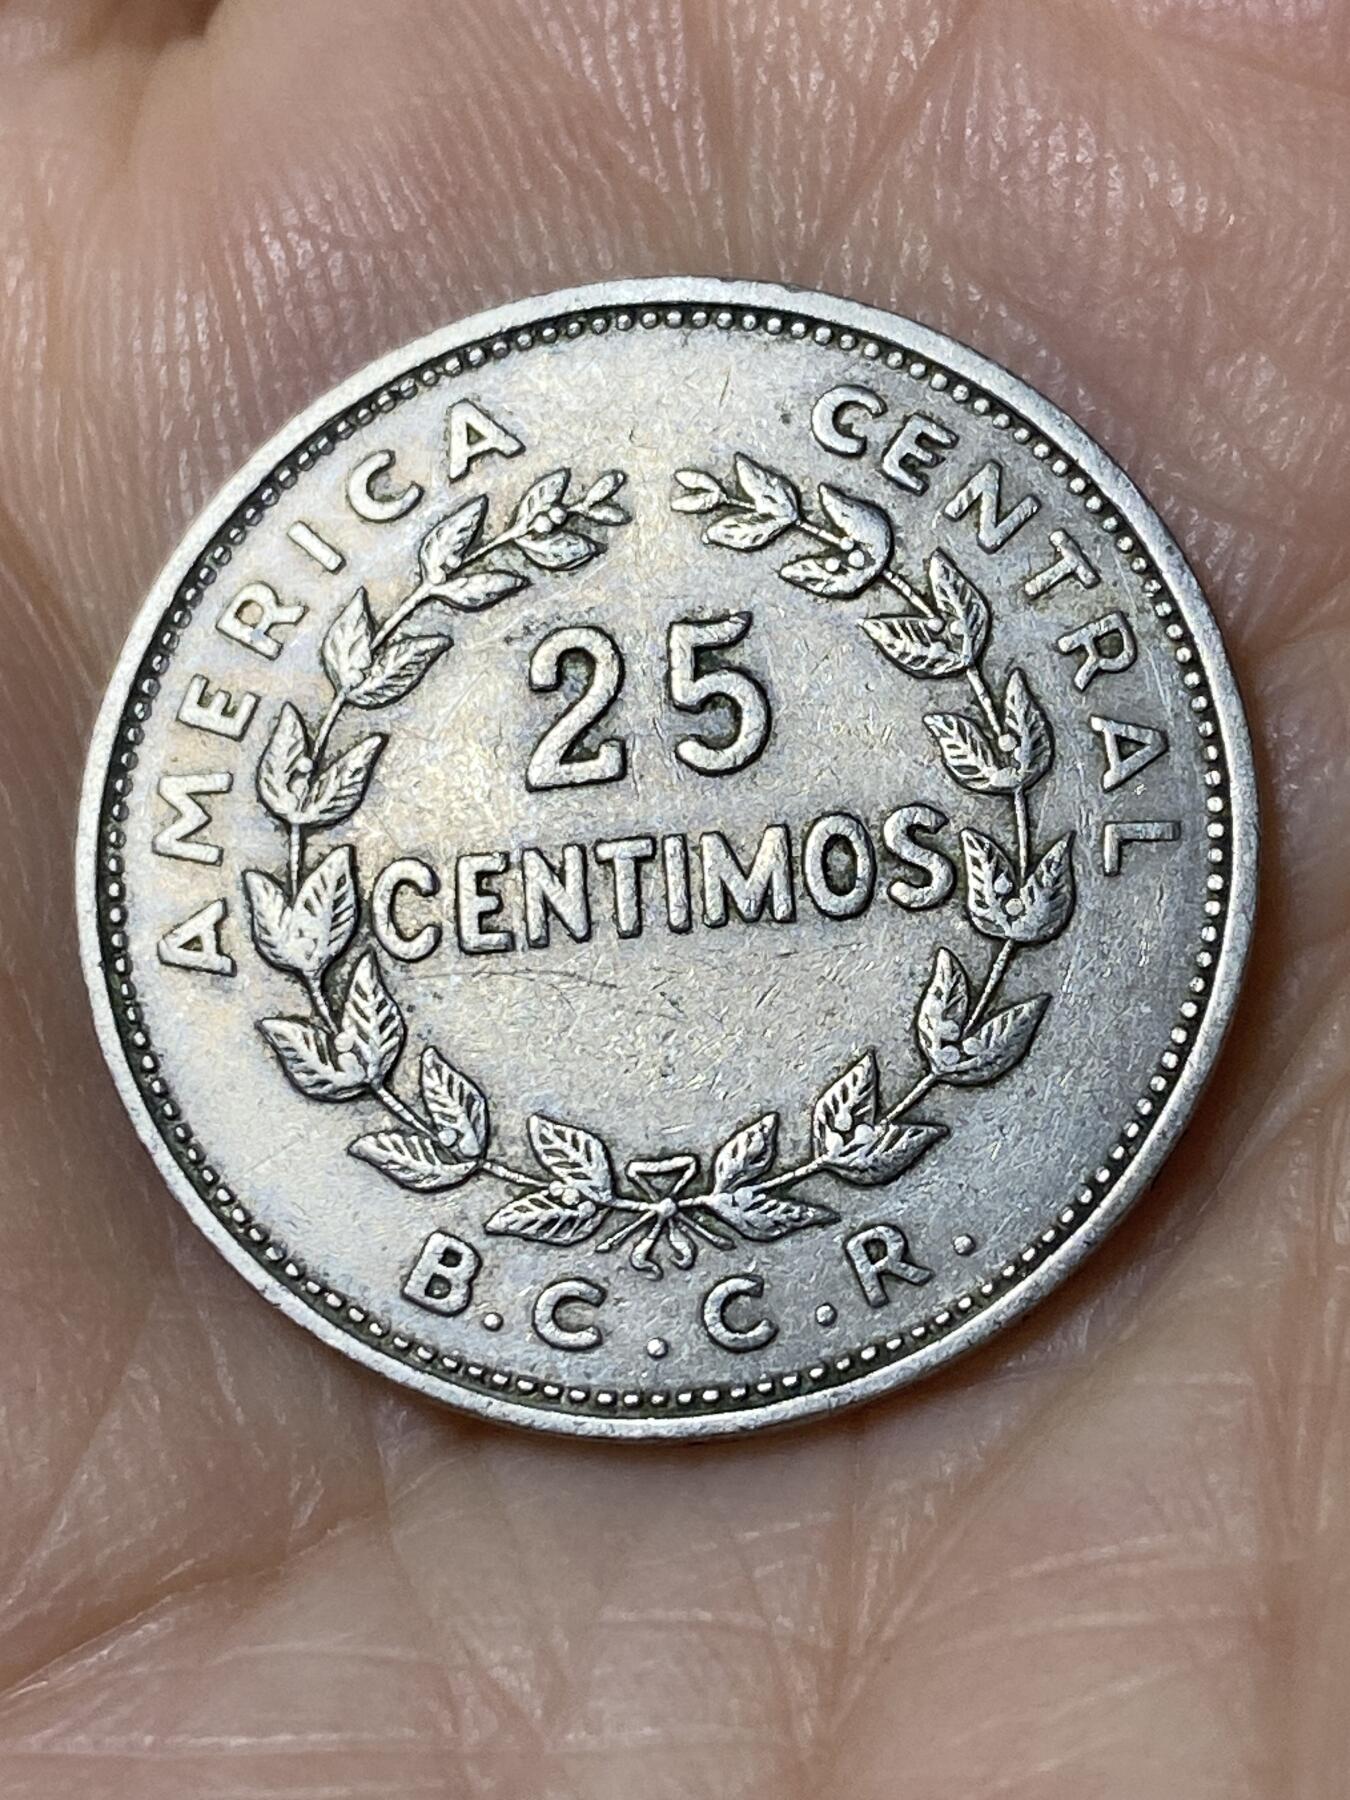 AMERICA CENTRAL
25
CENTIMOS
B.C.C.R.